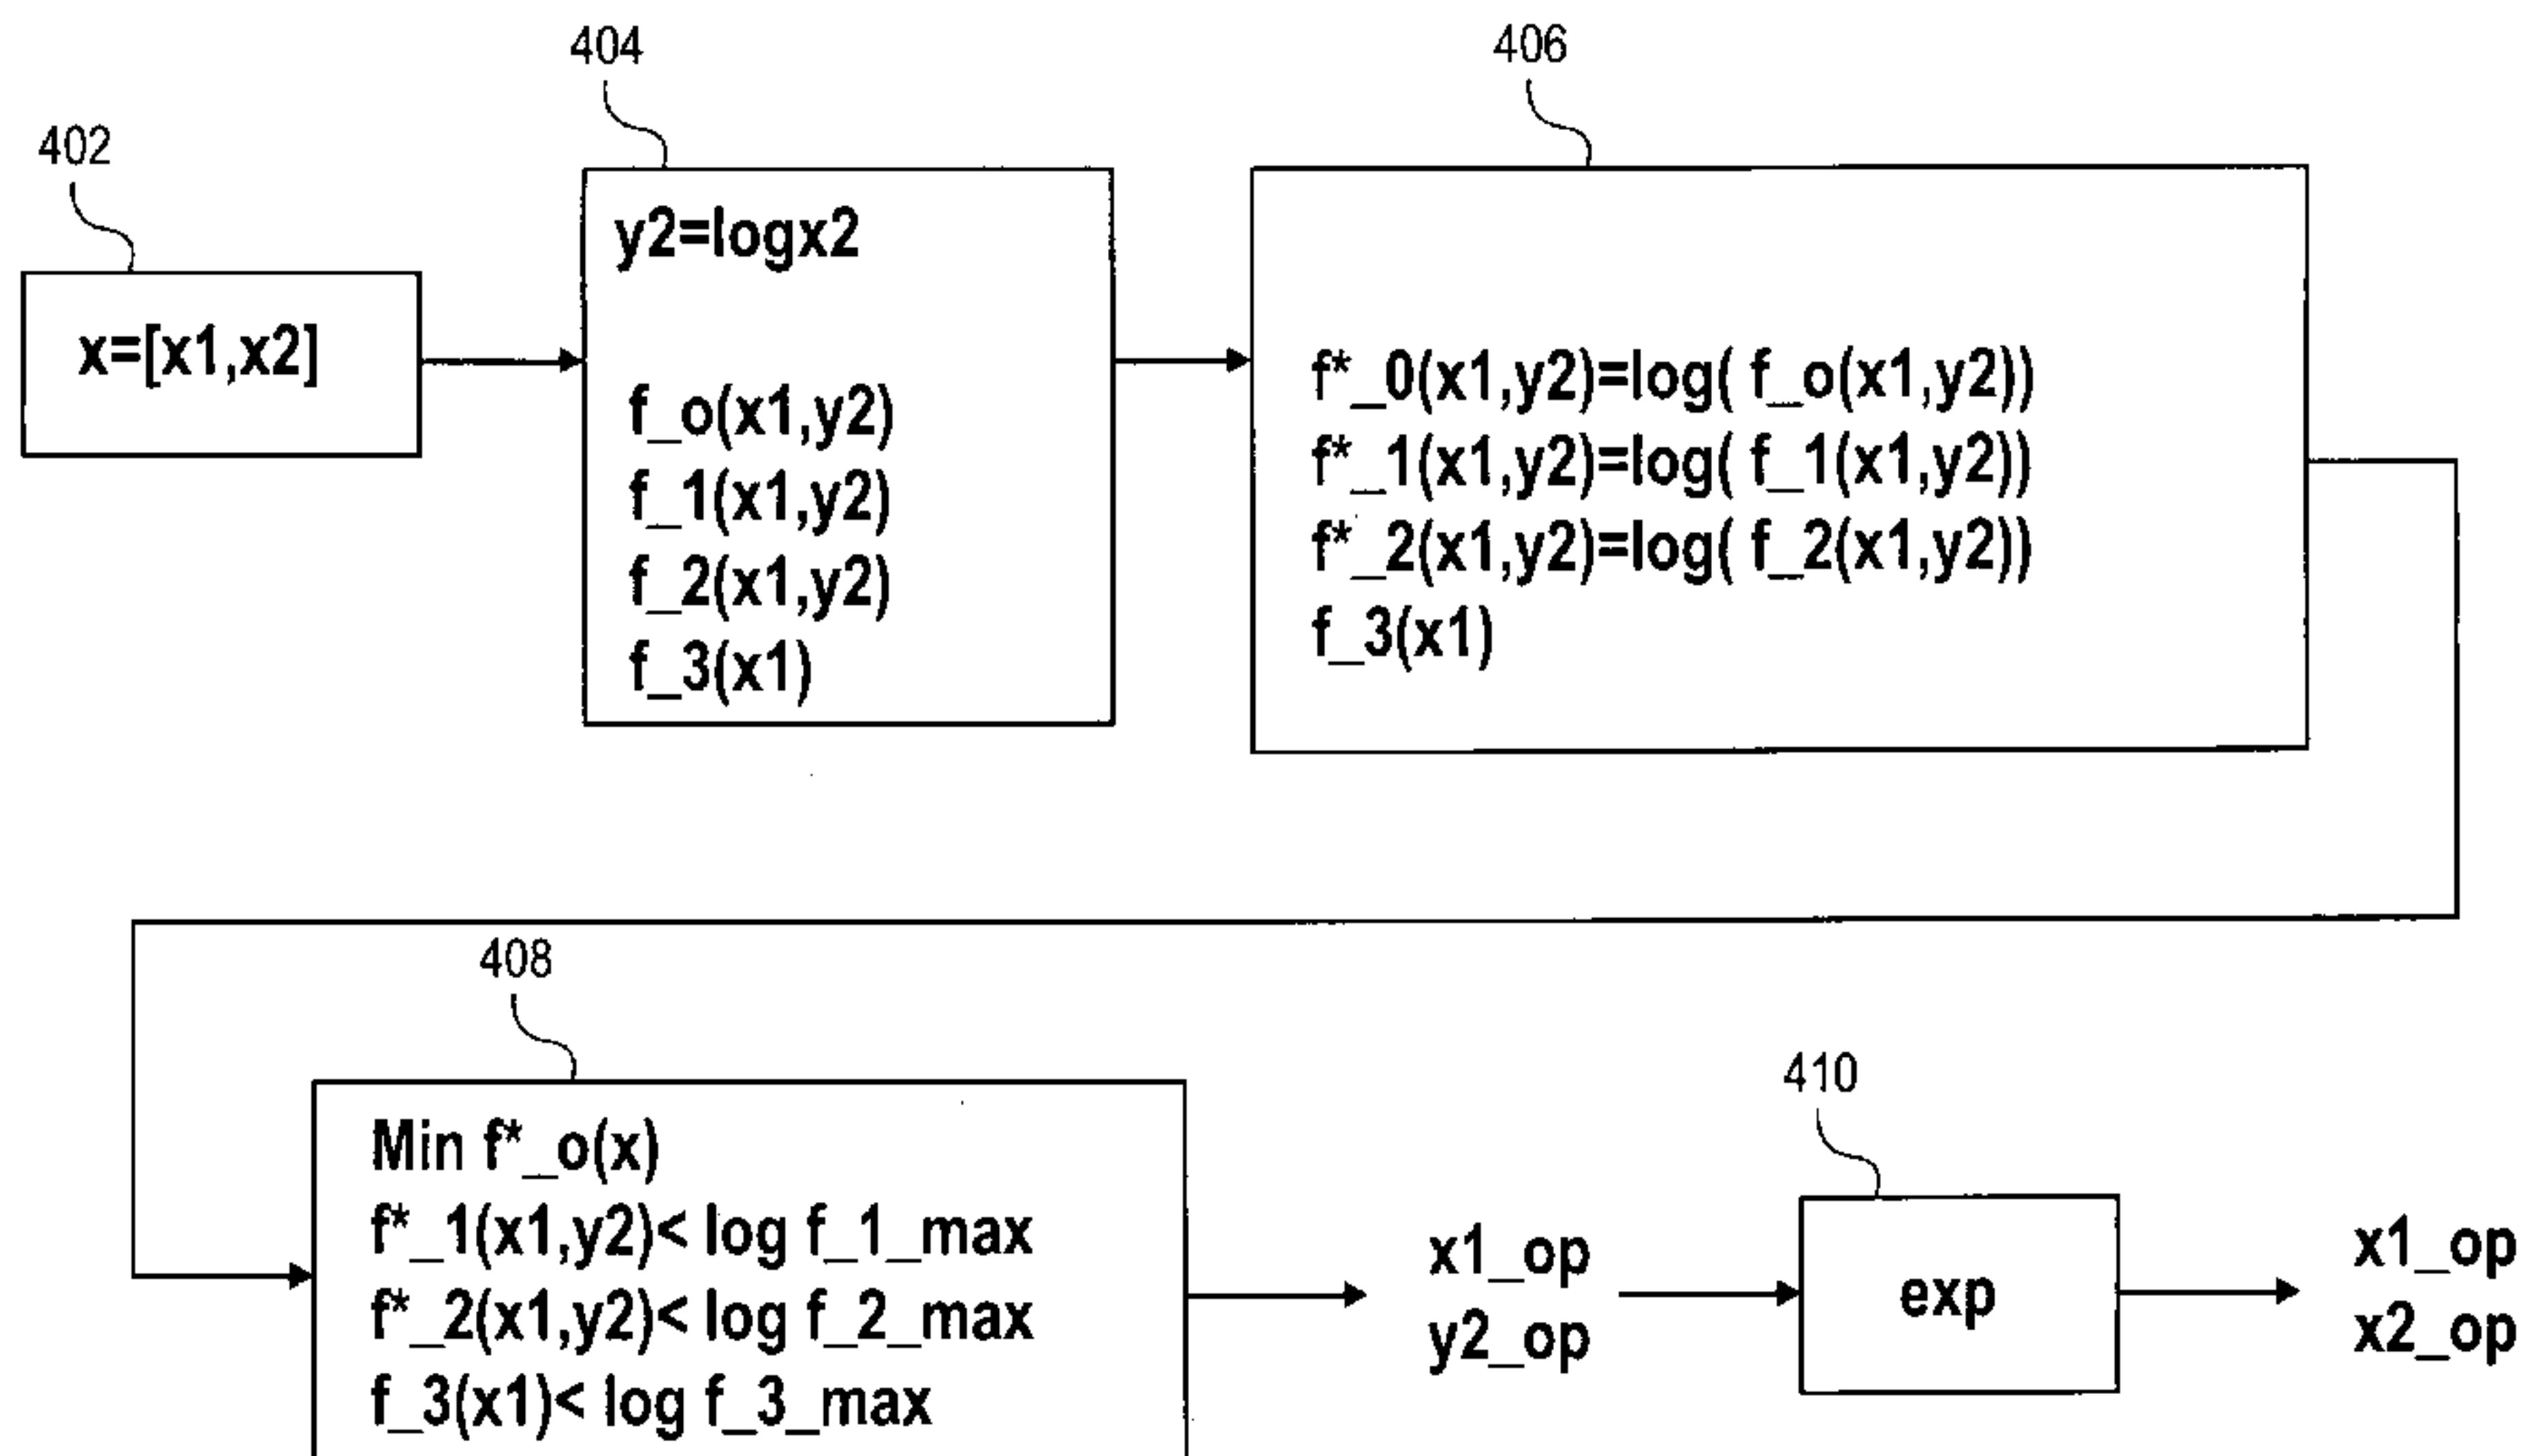 402
x=[x1,x2]
404
y2=logx2
f_o(x1,y2)
f_1(x1,y2)
f_2(x1,y2)
f_3(x1)
406
f*_0(x1,y2)=log( f_o(x1,y2))
f*_1(x1,y2)=log( f_1(x1,y2))
f*_2(x1,y2)=log( f_2(x1,y2))
f_3(x1)
408
Min f*_o(x)
f*_1(x1,y2)< log f_1_max
f*_2(x1,y2)< log f_2_max
f_3(x1)< log f_3_max
x1_op
y2_op
410
exp
x1_op
x2_op